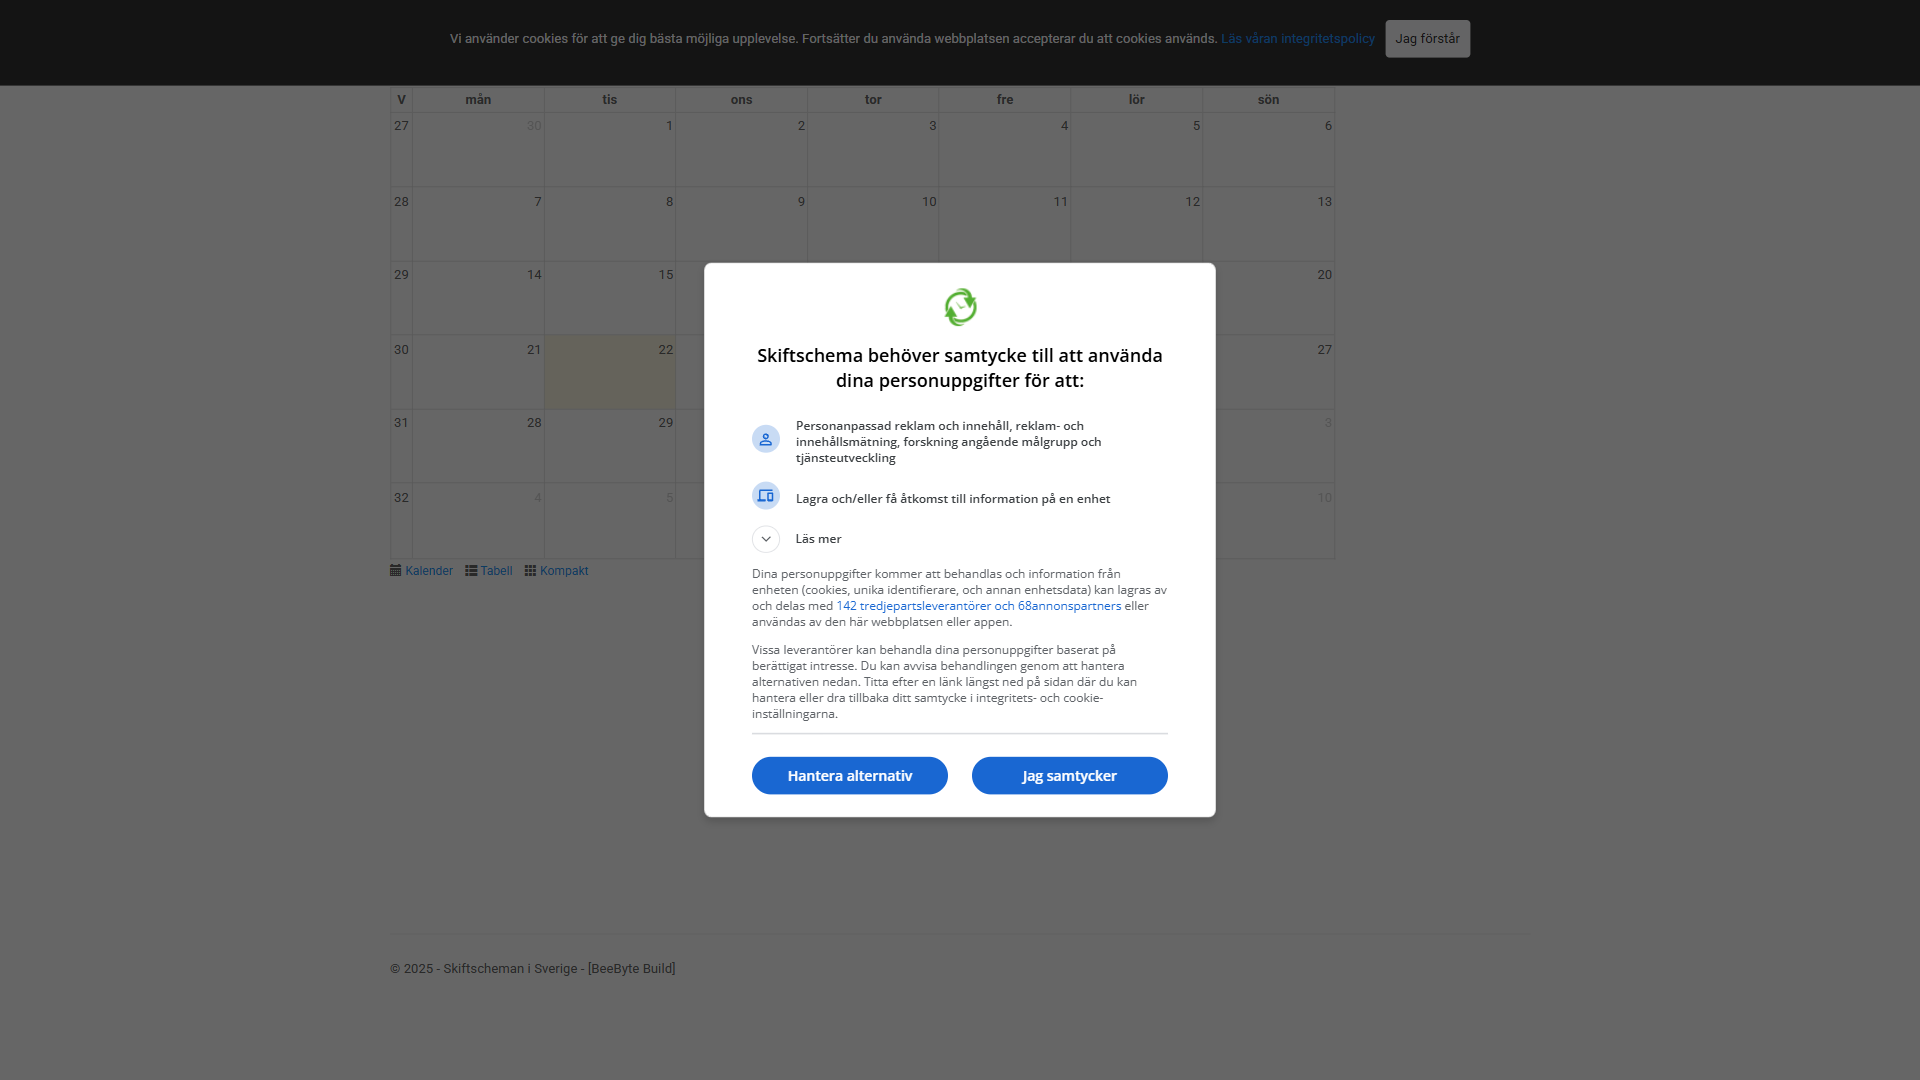 Vi använder cookies för att ge dig bästa möjliga upplevelse. Fortsätter du använda webbplatsen accepterar du att cookies används. Läs våran integritetspolicy Jag förstår
V mån tis ons tor fre lör sön
27 30 1 2 3 4 5 6
28 7 8 9 10 11 12 13
29 14 15 20
30 21 22 27
31 28 29 3
32 4 5 10
Kalender Tabell Kompakt
Skiftschema behöver samtycke till att använda
dina personuppgifter för att:
Personanpassad reklam och innehåll, reklam- och
innehållsmätning, forskning angående målgrupp och
tjänsteutveckling
Lagra och/eller få åtkomst till information på en enhet
Läs mer
Dina personuppgifter kommer att behandlas och information från
enheten (cookies, unika identifierare, och annan enhetsdata) kan lagras av
och delas med 142 tredjepartsleverantörer och 68annonspartners eller
användas av den här webbplatsen eller appen.
Vissa leverantörer kan behandla dina personuppgifter baserat på
berättigat intresse. Du kan avvisa behandlingen genom att hantera
alternativen nedan. Titta efter en länk längst ned på sidan där du kan
hantera eller dra tillbaka ditt samtycke i integritets- och cookie-
inställningarna.
Hantera alternativ Jag samtycker
© 2025 - Skiftscheman i Sverige - [BeeByte Build]